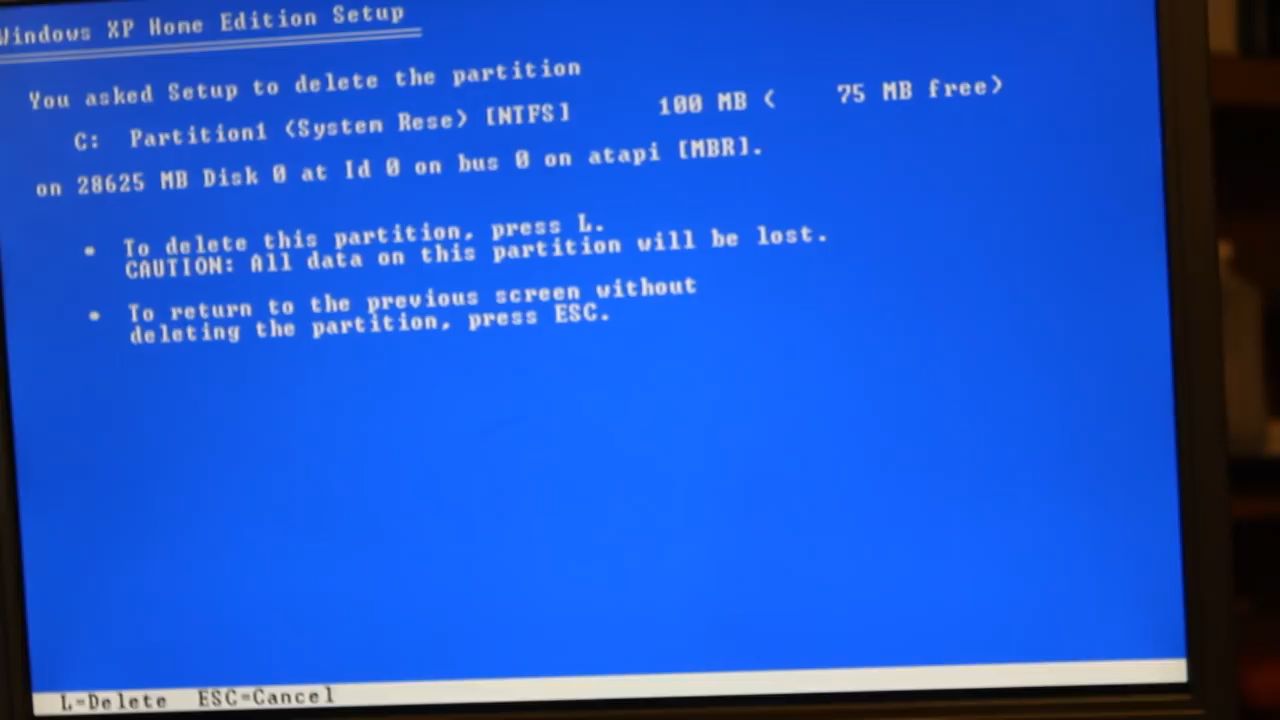 Windows XP Home Edition Setup
You asked Setup to delete the partition
C: Partition1 (System Rese) [NTFS] 100 MB ( 75 MB free)
on 28625 MB Disk 0 at Id 0 on bus 0 on atapi [MBR].
• To delete this partition, press L.
CAUTION: All data on this partition will be lost.
• To return to the previous screen without
deleting the partition, press ESC.
L=Delete ESC=Cancel